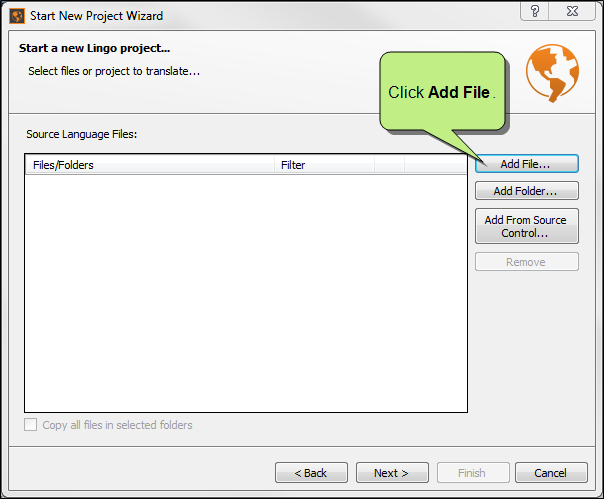 Start New Project Wizard
?
Start a new Lingo project...
Select files or project to translate...
Click Add File .
Source Language Files:
Files/Folders Filter
Add File...
Add Folder...
Add From Source
Control...
Remove
Copy all files in selected folders
< Back Next > Finish Cancel